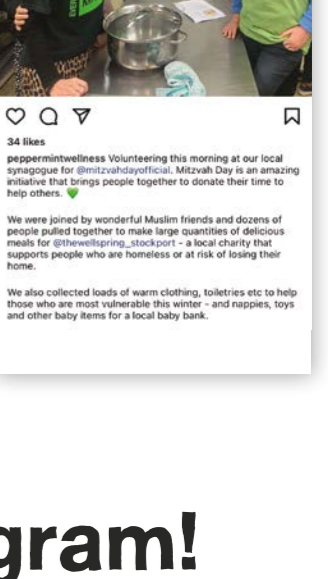 34 likes
peppermintwellness Volunteering this morning at our local
synagogue for @mitzvahdayofficial. Mitzvah Day is an amazing
initiative that brings people together to donate their time to
help others. 💚
We were joined by wonderful Muslim friends and dozens of
people pulled together to make large quantities of delicious
meals for @thewellspring_stockport - a local charity that
supports people who are homeless or at risk of losing their
home.
We also collected loads of warm clothing, toiletries etc to help
those who are most vulnerable this winter - and nappies, toys
and other baby items for a local baby bank.
gram!